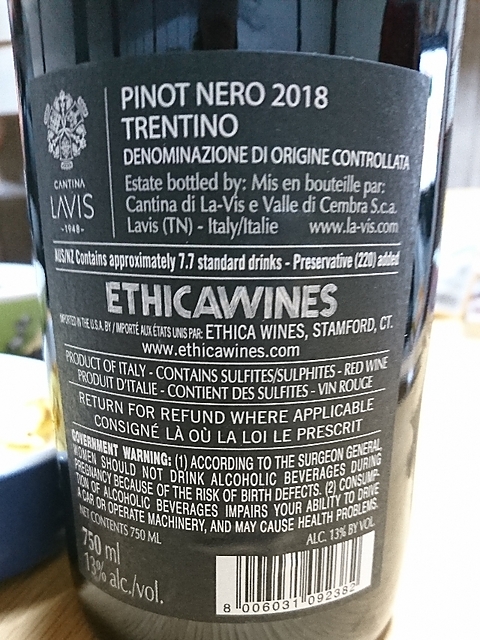 PINOT NERO 2018
TRENTINO
DENOMINAZIONE DI ORIGINE CONTROLLATA
CANTINA
LAVIS
-1948-
Estate bottled by: Mis en bouteille par:
Cantina di La-Vis e Valle di Cembra S.c.a.
Lavis (TN) - Italy/Italie www.la-vis.com
AUS/NZ Contains approximately 7.7 standard drinks - Preservative (220) added
ETHICAWINES
IMPORTED IN THE U.S.A. BY / IMPORTÉ AUX ÉTATS UNIS PAR: ETHICA WINES, STAMFORD, CT.
www.ethicawines.com
PRODUCT OF ITALY - CONTAINS SULFITES/SULPHITES - RED WINE
PRODUIT D'ITALIE - CONTIENT DES SULFITES - VIN ROUGE
RETURN FOR REFUND WHERE APPLICABLE
CONSIGNÉ LÀ OÙ LA LOI LE PRESCRIT
GOVERNMENT WARNING: (1) ACCORDING TO THE SURGEON GENERAL,
WOMEN SHOULD NOT DRINK ALCOHOLIC BEVERAGES DURING
PREGNANCY BECAUSE OF THE RISK OF BIRTH DEFECTS. (2) CONSUMP-
TION OF ALCOHOLIC BEVERAGES IMPAIRS YOUR ABILITY TO DRIVE
A CAR OR OPERATE MACHINERY, AND MAY CAUSE HEALTH PROBLEMS.
NET CONTENTS 750 ML ALC. 13% BY VOL.
750 ml
13% alc./vol.
8 006031 092382